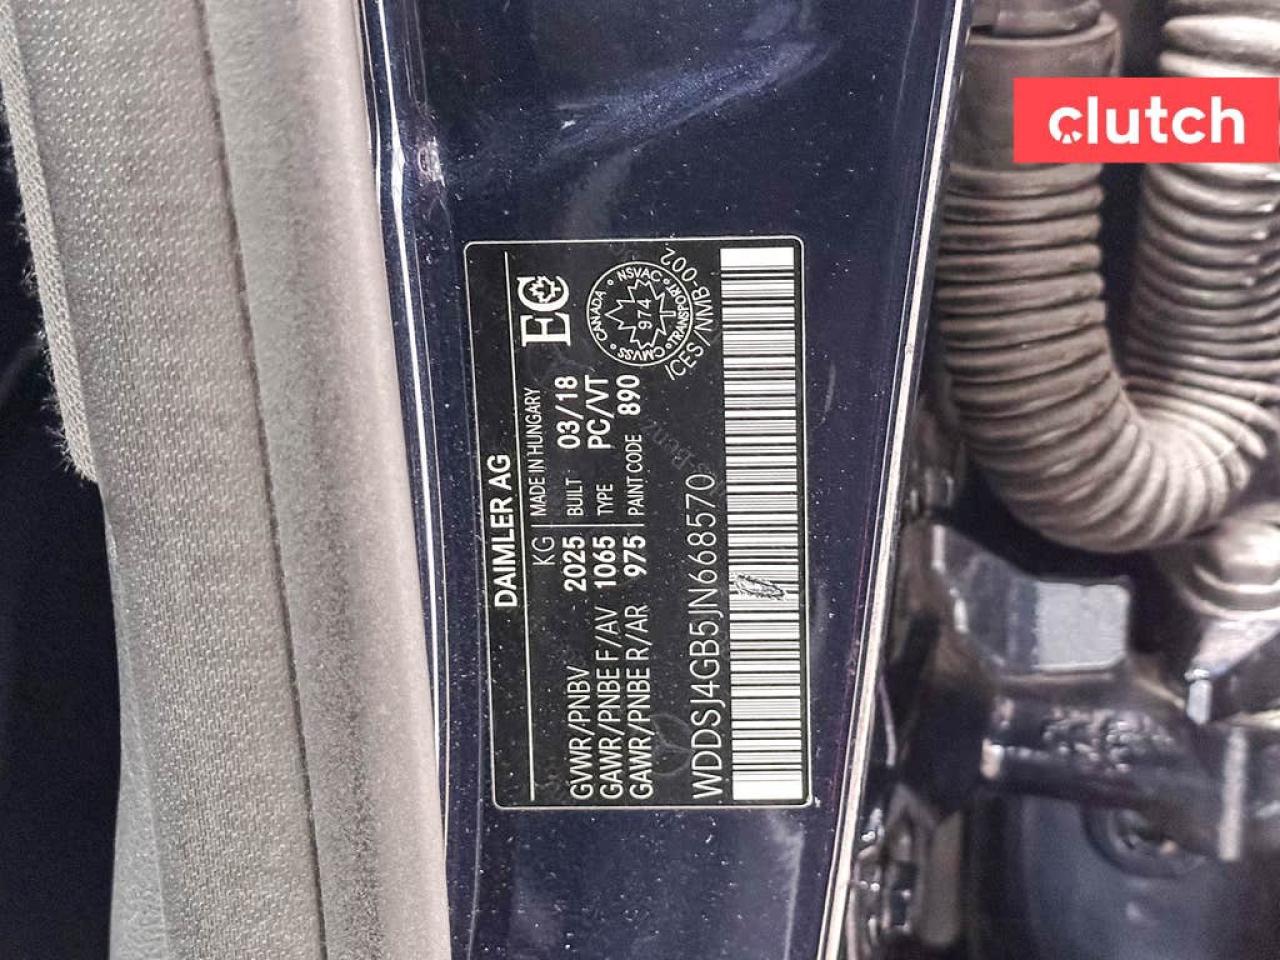 clutch
DAIMLER AG
KG MADE IN HUNGARY
GVWR/PNBV 2025 BUILT 03/18
GAWR/PNBE F/AV 1065 TYPE PC/VT
GAWR/PNBE R/AR 975 PAINT CODE 890
EC
CANADA NSVAC TRANSPORT CMVSS
974
ICES/NMB-002
WDDSJ4GB5JN668570